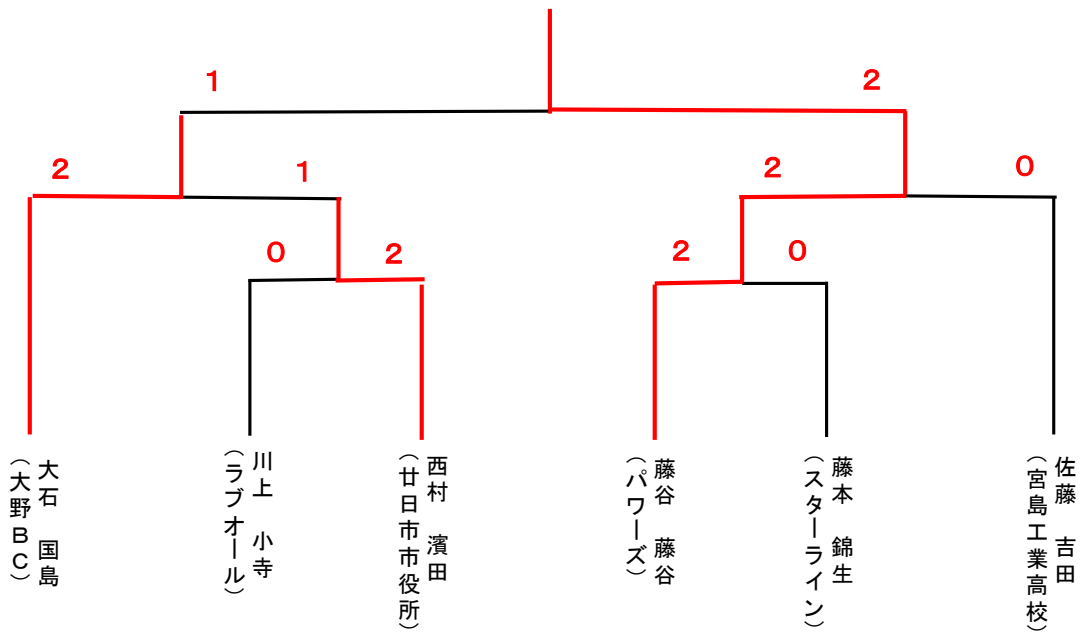 １
２
２
１
２
０
０
２
２
０
大石　国島
（大野ＢＣ）
川上　小寺
（ラブオール）
西村　濱田
（廿日市市役所）
藤谷　藤谷
（パワーズ）
藤本　錦生
（スターライン）
佐藤　吉田
（宮島工業高校）